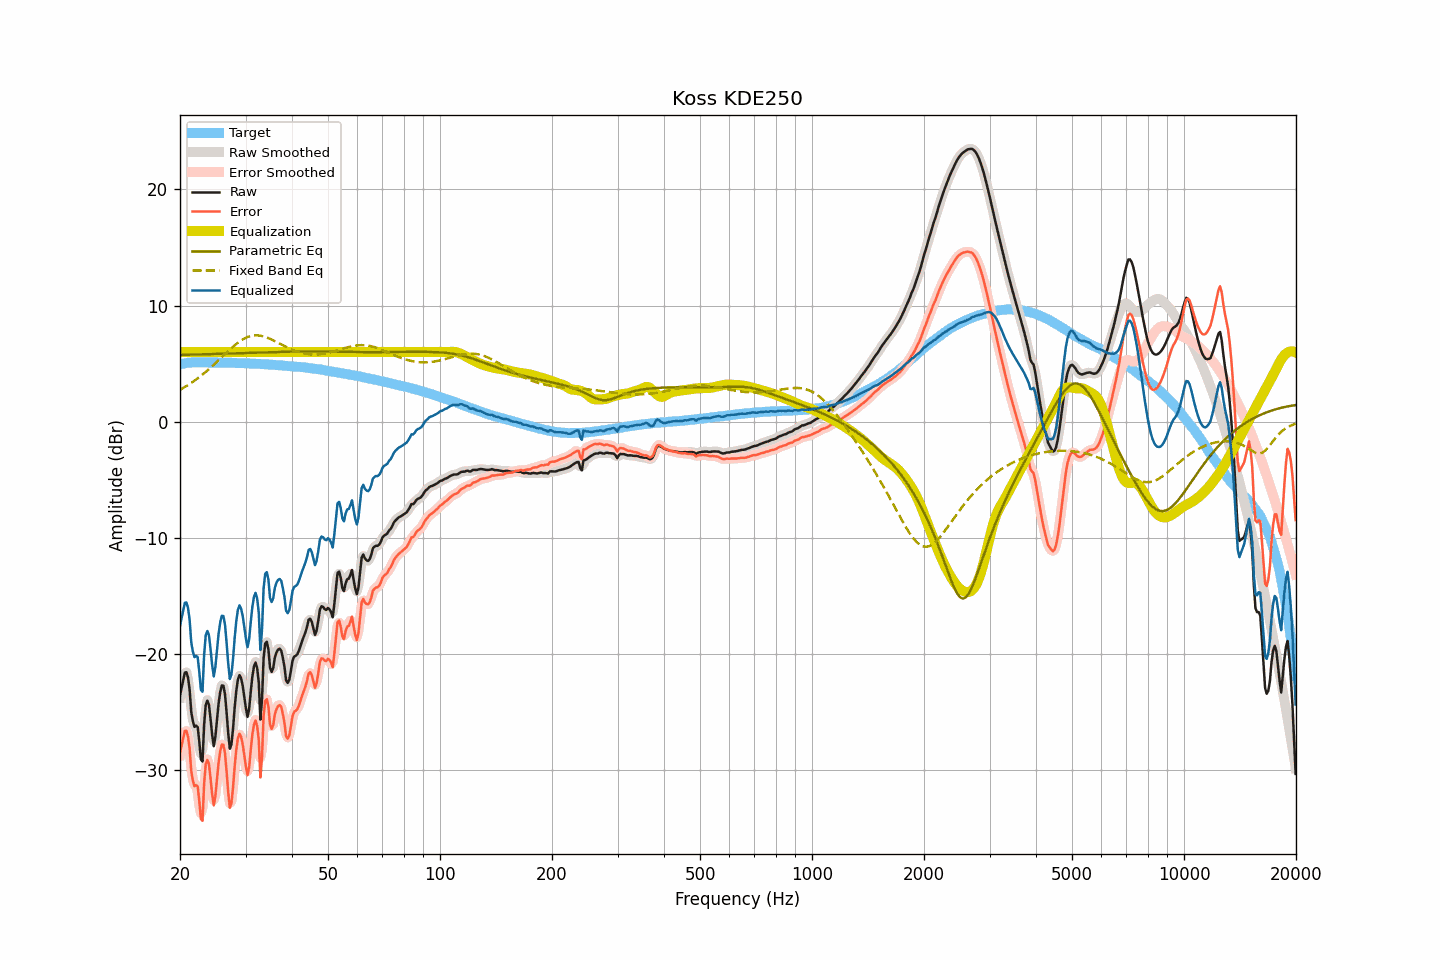 Koss KDE250
Target
Raw Smoothed
Error Smoothed
Raw
Error
Equalization
Parametric Eq
Fixed Band Eq
Equalized
20
10
0
−10
−20
−30
Amplitude (dBr)
20 50 100 200 500 1000 2000 5000 10000 20000
Frequency (Hz)